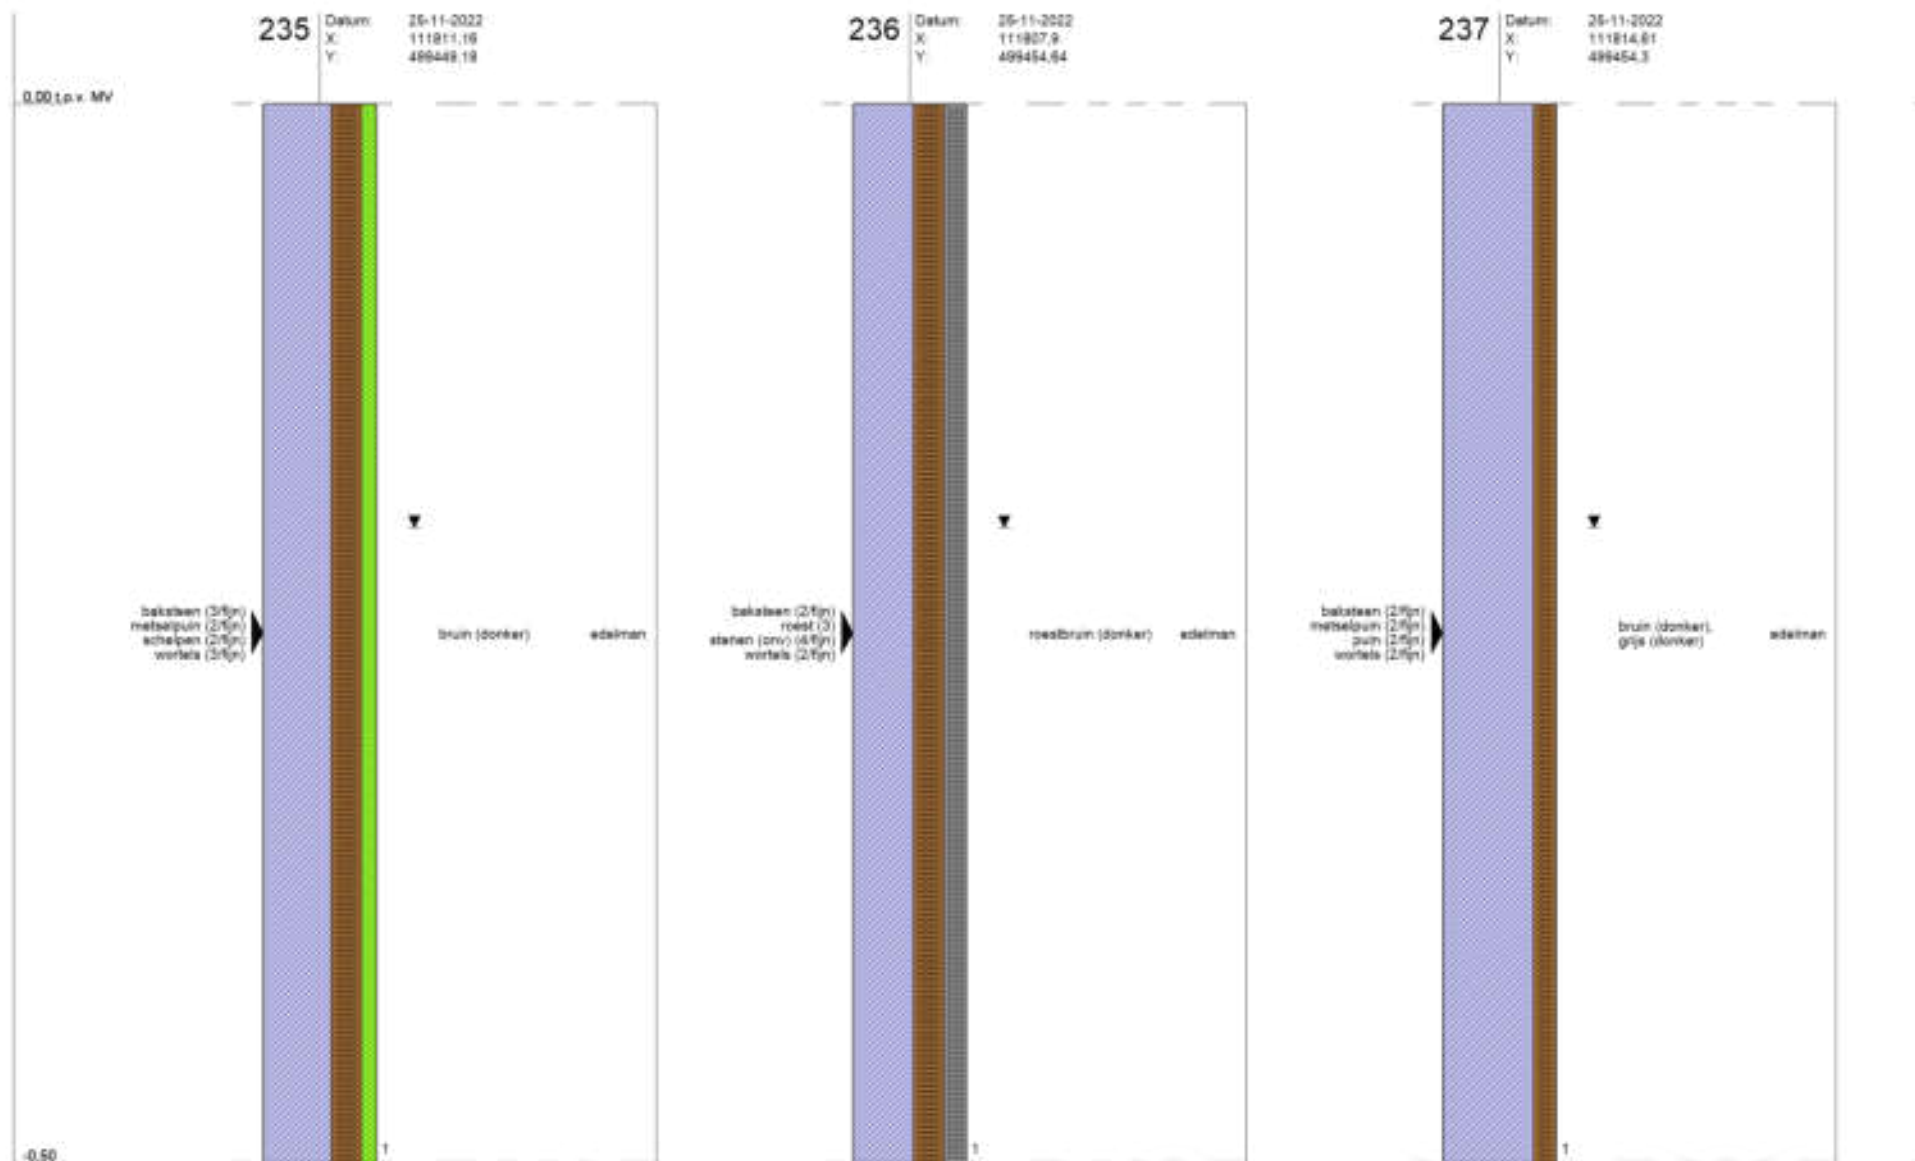 235
Datum: 25-11-2022
X: 111811,16
Y: 499449,18
236
Datum: 25-11-2022
X: 111807,9
Y: 499454,64
237
Datum: 25-11-2022
X: 111814,61
Y: 499454,3
0,00 t.o.v. MV
baksteen (3/fijn)
metselpuin (2/fijn)
schelpen (2/fijn)
wortels (3/fijn)
bruin (donker)
edelman
baksteen (2/fijn)
roest (3)
stenen (onv) (4/fijn)
wortels (2/fijn)
roestbruin (donker)
edelman
baksteen (2/fijn)
metselpuin (2/fijn)
puin (2/fijn)
wortels (2/fijn)
bruin (donker),
grijs (donker)
edelman
-0.50
1
1
1